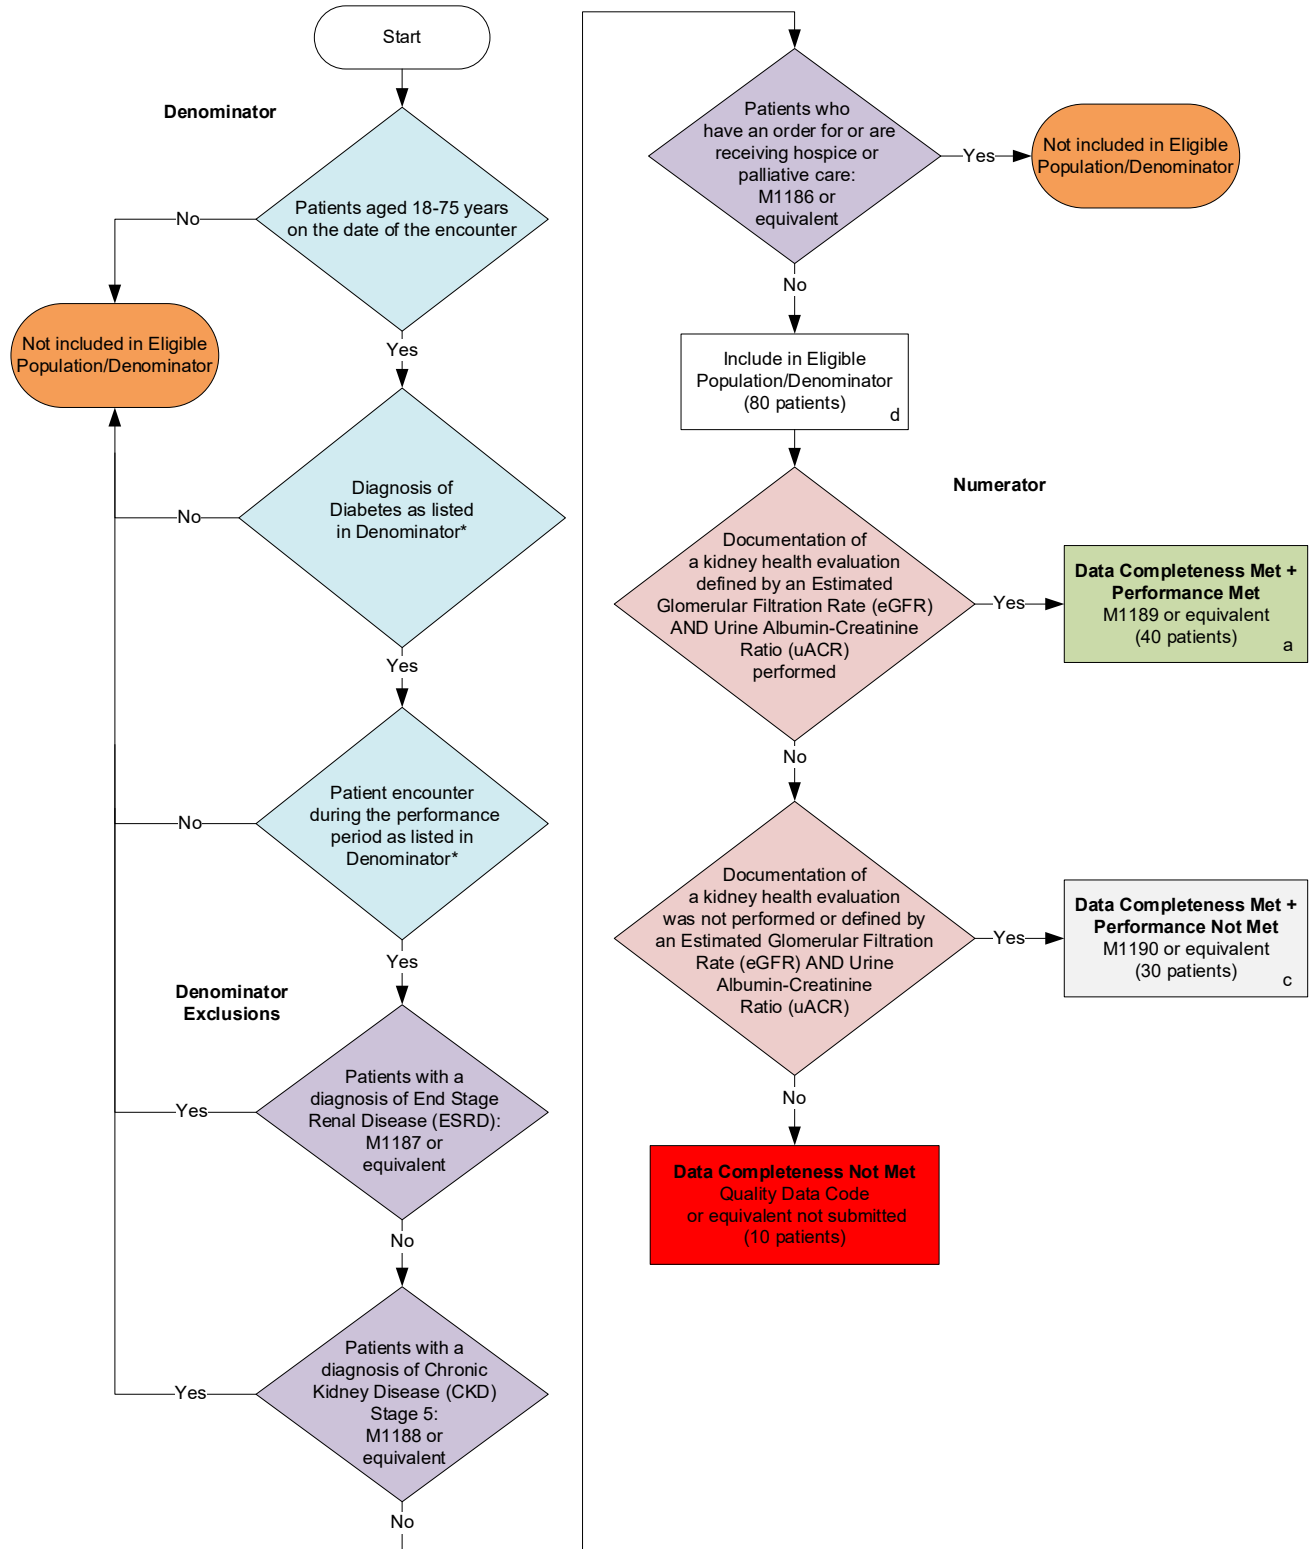 Start
Denominator
Patients aged 18-75 years
on the date of the encounter
No
Not included in Eligible
Population/Denominator
Yes
Diagnosis of
Diabetes as listed
in Denominator*
No
Yes
Patient encounter
during the performance
period as listed in
Denominator*
No
Yes
Denominator
Exclusions
Patients with a
diagnosis of End Stage
Renal Disease (ESRD):
M1187 or
equivalent
Yes
No
Patients with a
diagnosis of Chronic
Kidney Disease (CKD)
Stage 5:
M1188 or
equivalent
Yes
No
Patients who
have an order for or are
receiving hospice or
palliative care:
M1186 or
equivalent
Yes
Not included in Eligible
Population/Denominator
No
Include in Eligible
Population/Denominator
(80 patients)
d
Numerator
Documentation of
a kidney health evaluation
defined by an Estimated
Glomerular Filtration Rate (eGFR)
AND Urine Albumin-Creatinine
Ratio (uACR)
performed
Yes
Data Completeness Met +
Performance Met
M1189 or equivalent
(40 patients)
a
No
Documentation of
a kidney health evaluation
was not performed or defined by
an Estimated Glomerular Filtration
Rate (eGFR) AND Urine
Albumin-Creatinine
Ratio (uACR)
Yes
Data Completeness Met +
Performance Not Met
M1190 or equivalent
(30 patients)
c
No
Data Completeness Not Met
Quality Data Code
or equivalent not submitted
(10 patients)